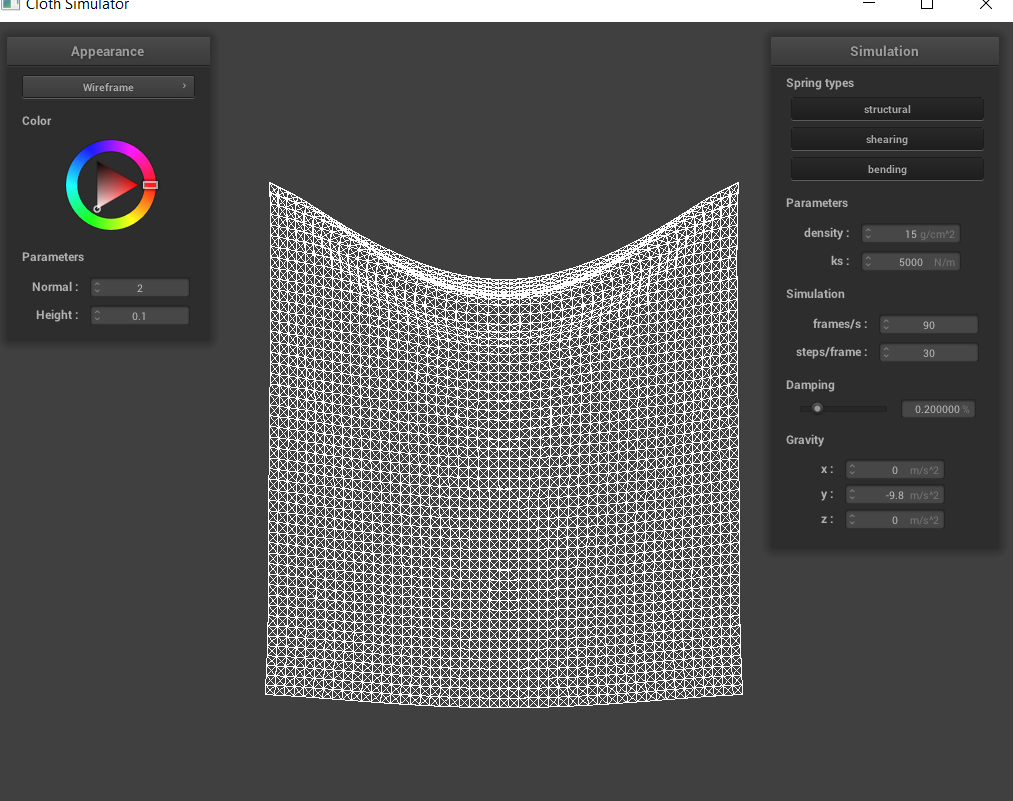 Cloth Simulator
Appearance
Wireframe
Color
Parameters
Normal : 2
Height : 0.1
Simulation
Spring types
structural
shearing
bending
Parameters
density : 15 g/cm^2
ks : 5000 N/m
Simulation
frames/s : 90
steps/frame : 30
Damping
0.200000 %
Gravity
x : 0 m/s^2
y : -9.8 m/s^2
z : 0 m/s^2